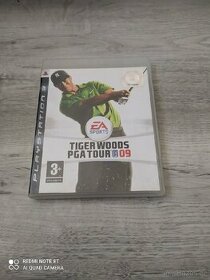 PLAYSTATION 3
EA
SPORTS
TIGER WOODS
PGA TOUR 09
3+
REDMI NOTE 8T
AI QUAD CAMERA